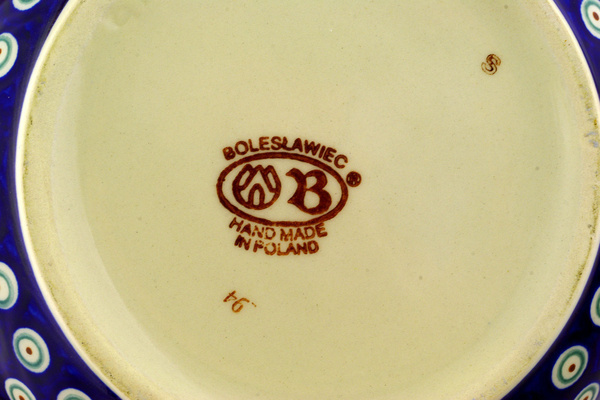 BOLESŁAWIEC
B®
HAND MADE
IN POLAND
94